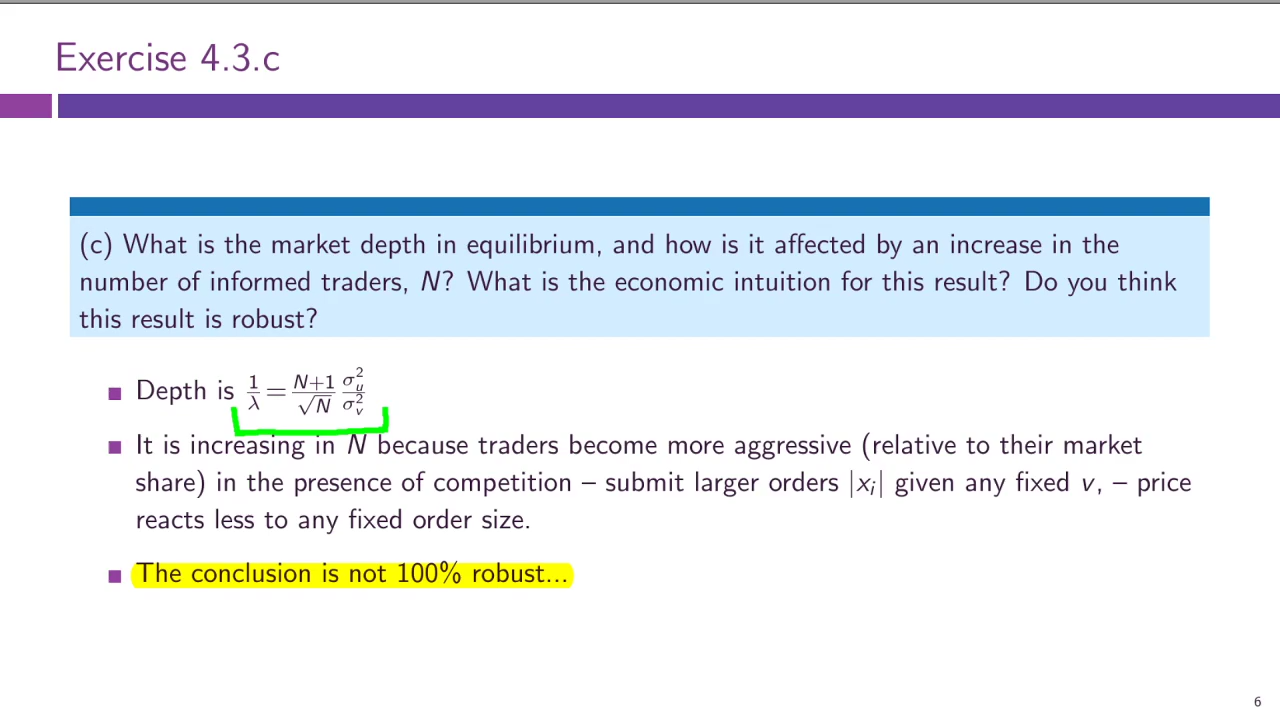 Exercise 4.3.c
(c) What is the market depth in equilibrium, and how is it affected by an increase in the
number of informed traders, N? What is the economic intuition for this result? Do you think
this result is robust?
Depth is 1/λ = (N+1)/√N σ_u^2/σ_v^2
It is increasing in N because traders become more aggressive (relative to their market
share) in the presence of competition – submit larger orders |x_i| given any fixed v, – price
reacts less to any fixed order size.
The conclusion is not 100% robust...
6